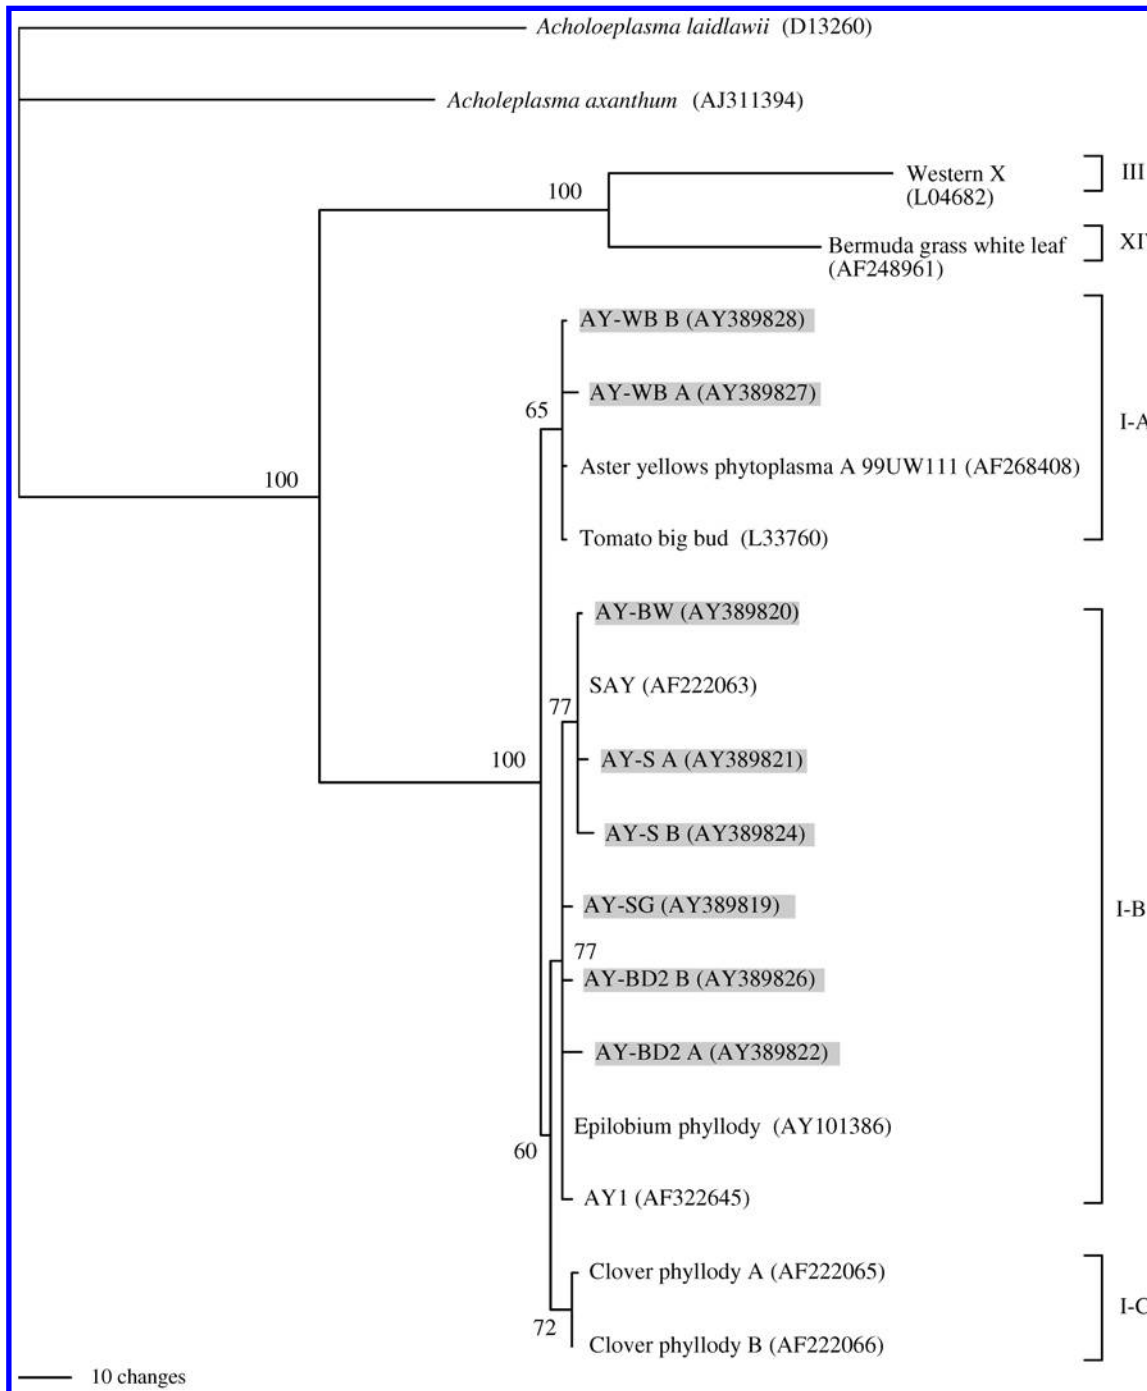 Acholoeplasma laidlawii (D13260)
Acholeplasma axanthum (AJ311394)
Western X
(L04682)
III
100
Bermuda grass white leaf
(AF248961)
AY-WB B (AY389828)
AY-WB A (AY389827)
65
I-A
Aster yellows phytoplasma A 99UW111 (AF268408)
100
Tomato big bud (L33760)
AY-BW (AY389820)
SAY (AF222063)
77
100
AY-S A (AY389821)
AY-S B (AY389824)
AY-SG (AY389819)
I-B
77
AY-BD2 B (AY389826)
AY-BD2 A (AY389822)
Epilobium phyllody (AY101386)
60
AY1 (AF322645)
Clover phyllody A (AF222065)
72
Clover phyllody B (AF222066)
10 changes